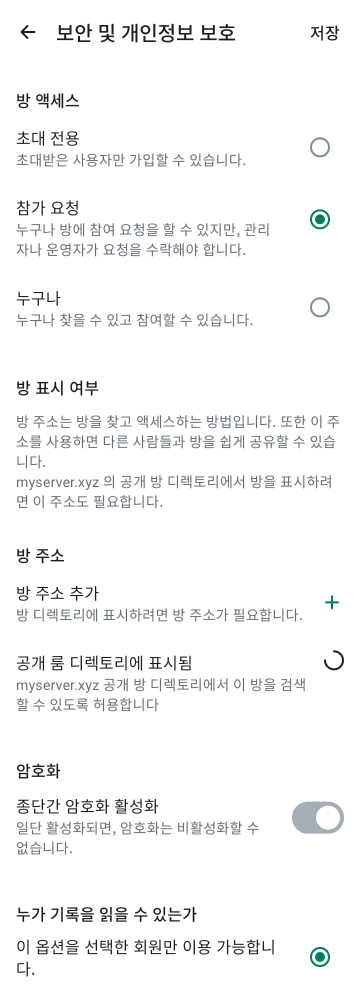 보안 및 개인정보 보호
저장
방 액세스
초대 전용
초대받은 사용자만 가입할 수 있습니다.
참가 요청
누구나 방에 참여 요청을 할 수 있지만, 관리
자나 운영자가 요청을 수락해야 합니다.
누구나
누구나 찾을 수 있고 참여할 수 있습니다.
방 표시 여부
방 주소는 방을 찾고 액세스하는 방법입니다. 또한 이 주
소를 사용하면 다른 사람들과 방을 쉽게 공유할 수 있습
니다.
myserver.xyz 의 공개 방 디렉토리에서 방을 표시하려
면 이 주소도 필요합니다.
방 주소
방 주소 추가
방 디렉토리에 표시하려면 방 주소가 필요합니다.
공개 룸 디렉토리에 표시됨
myserver.xyz 공개 방 디렉토리에서 이 방을 검색
할 수 있도록 허용합니다
암호화
종단간 암호화 활성화
일단 활성화되면, 암호화는 비활성화할 수
없습니다.
누가 기록을 읽을 수 있는가
이 옵션을 선택한 회원만 이용 가능합니
다.